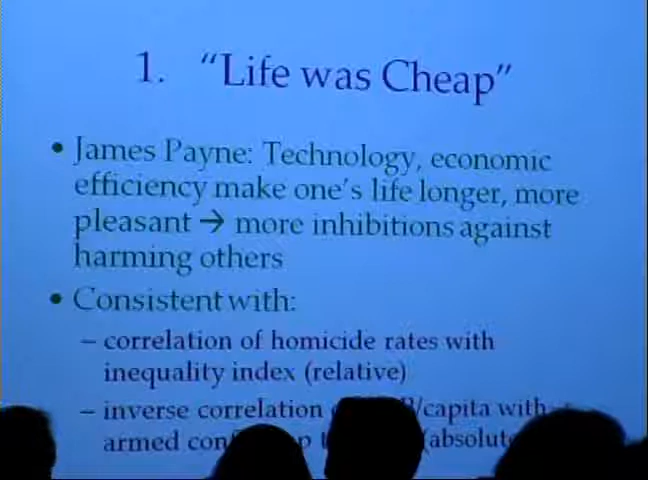 1. “Life was Cheap”
• James Payne: Technology, economic
efficiency make one’s life longer, more
pleasant → more inhibitions against
harming others
• Consistent with:
– correlation of homicide rates with
inequality index (relative)
– inverse correlation /capita with
armed